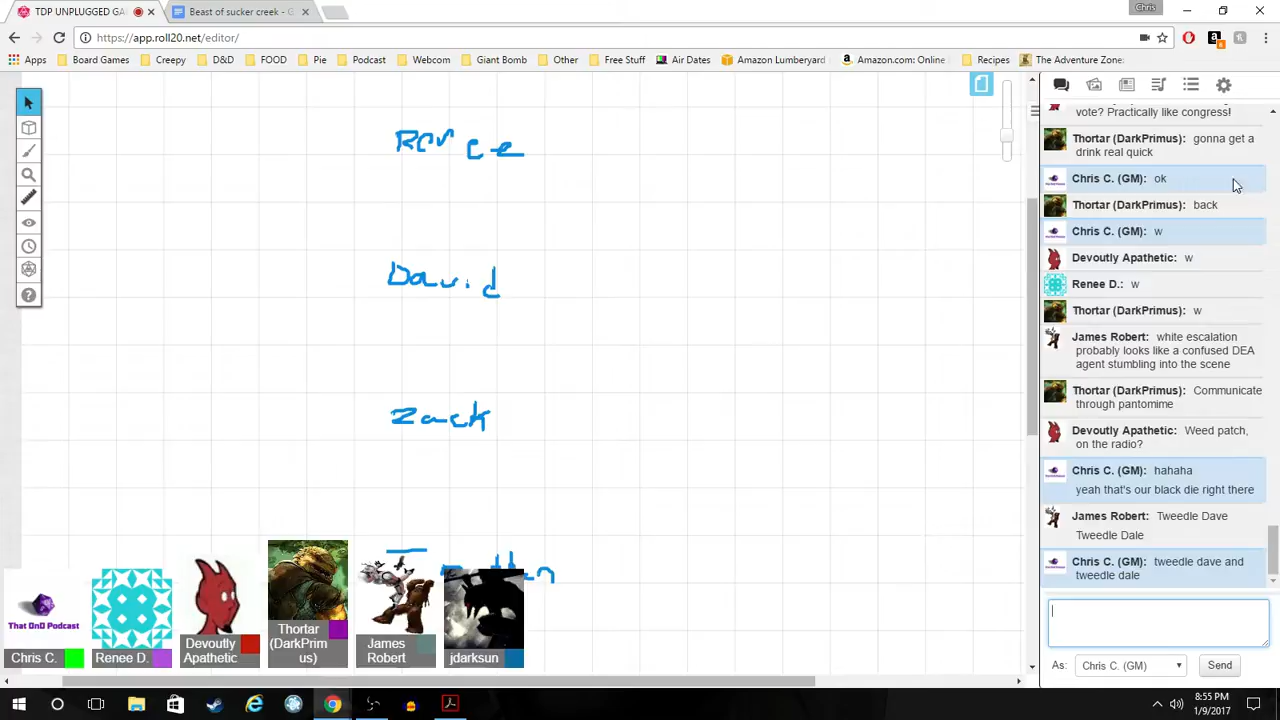 TDP UNPLUGGED GA
Beast of sucker creek - G
Chris
https://app.roll20.net/editor/
Apps
Board Games
Creepy
D&D
FOOD
Pie
Podcast
Webcom
Giant Bomb
Other
Free Stuff
Air Dates
Amazon Lumberyard
Amazon.com: Online
Recipes
The Adventure Zone:
David
Zack
vote? Practically like congress!
Thortar (DarkPrimus): gonna get a
drink real quick
Chris C. (GM): ok
Thortar (DarkPrimus): back
Chris C. (GM): w
Devoutly Apathetic: w
Renee D.: w
Thortar (DarkPrimus): w
James Robert: white escalation
probably looks like a confused DEA
agent stumbling into the scene
Thortar (DarkPrimus): Communicate
through pantomime
Devoutly Apathetic: Weed patch,
on the radio?
Chris C. (GM): hahaha
yeah that's our black die right there
James Robert: Tweedle Dave
Tweedle Dale
Chris C. (GM): tweedle dave and
tweedle dale
That DnD Podcast
Chris C.
Renee D.
Devoutly
Apathetic
Thortar
(DarkPrim
us)
James
Robert
jdarksun
As: Chris C. (GM)
Send
8:55 PM
1/9/2017